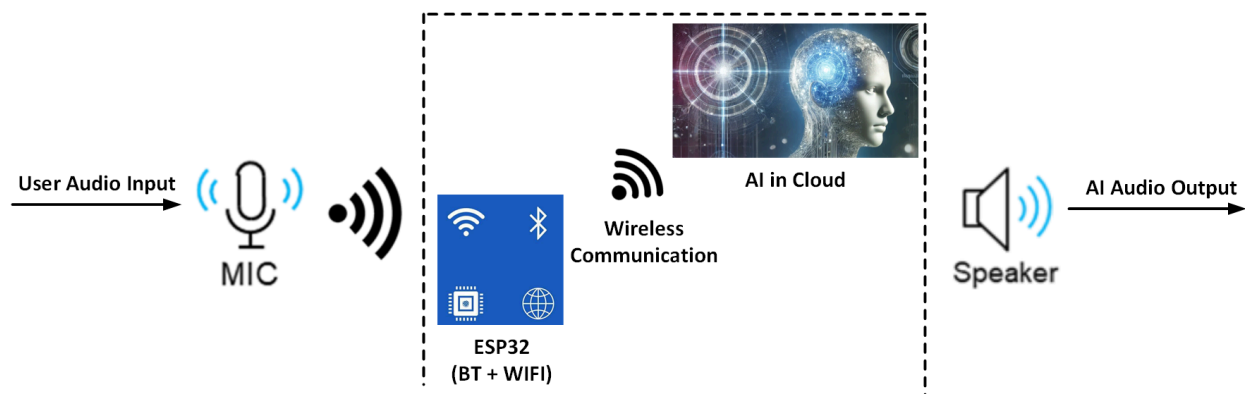 User Audio Input
MIC
ESP32
(BT + WIFI)
Wireless
Communication
AI in Cloud
Speaker
AI Audio Output